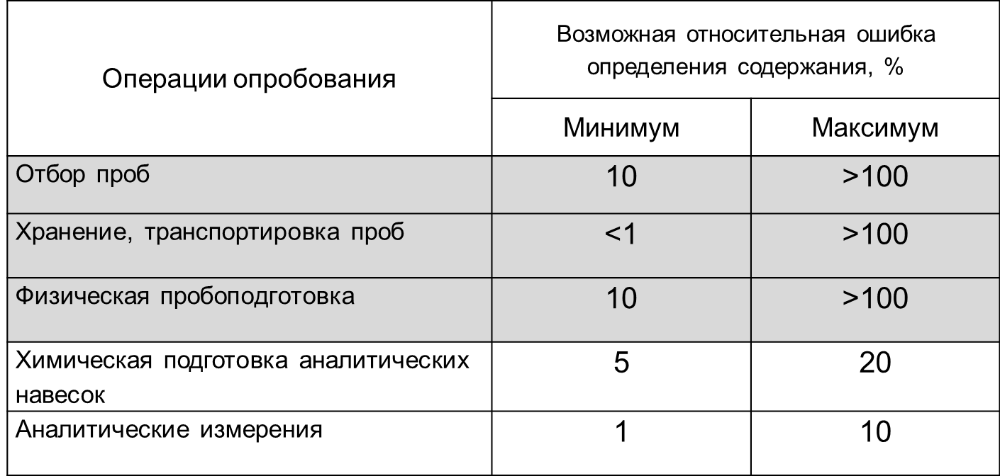 Операции опробования
Возможная относительная ошибка
определения содержания, %
Минимум
Максимум
Отбор проб
10
>100
Хранение, транспортировка проб
<1
>100
Физическая пробоподготовка
10
>100
Химическая подготовка аналитических
навесок
5
20
Аналитические измерения
1
10